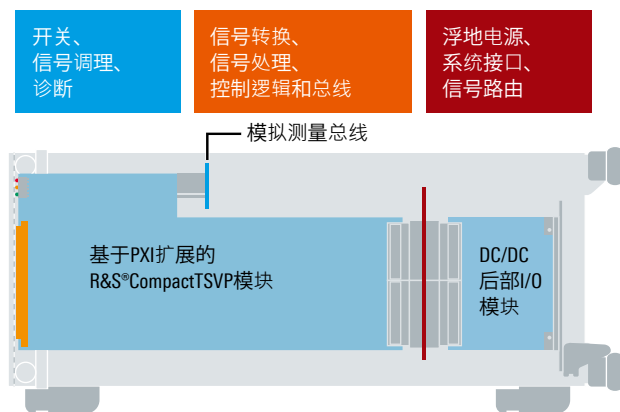 开关、
信号调理、
诊断
信号转换、
信号处理、
控制逻辑和总线
浮地电源、
系统接口、
信号路由
模拟测量总线
基于PXI扩展的
R&S®CompactTSVP模块
DC/DC
后部I/O
模块